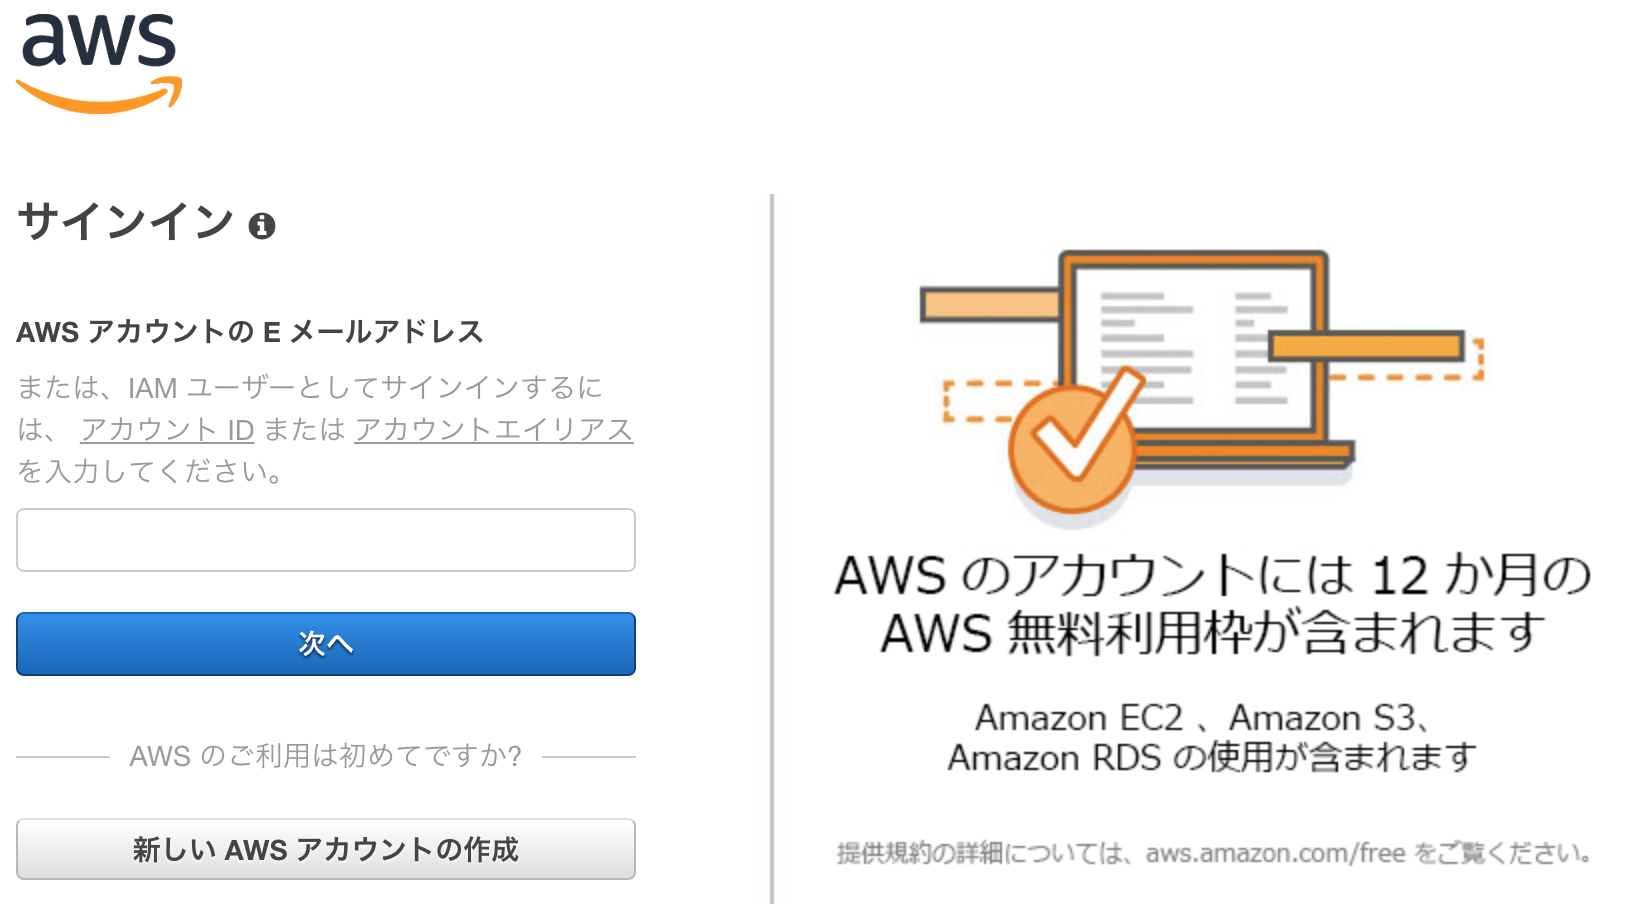 aws
サインイン
AWS アカウントの E メールアドレス
または、IAM ユーザーとしてサインインするに
は、 アカウント ID または アカウントエイリアス
を入力してください。
次へ
AWS のご利用は初めてですか?
新しい AWS アカウントの作成
AWS のアカウントには 12 か月の
AWS 無料利用枠が含まれます
Amazon EC2 、Amazon S3、
Amazon RDS の使用が含まれます
提供規約の詳細については、aws.amazon.com/free をご覧ください。